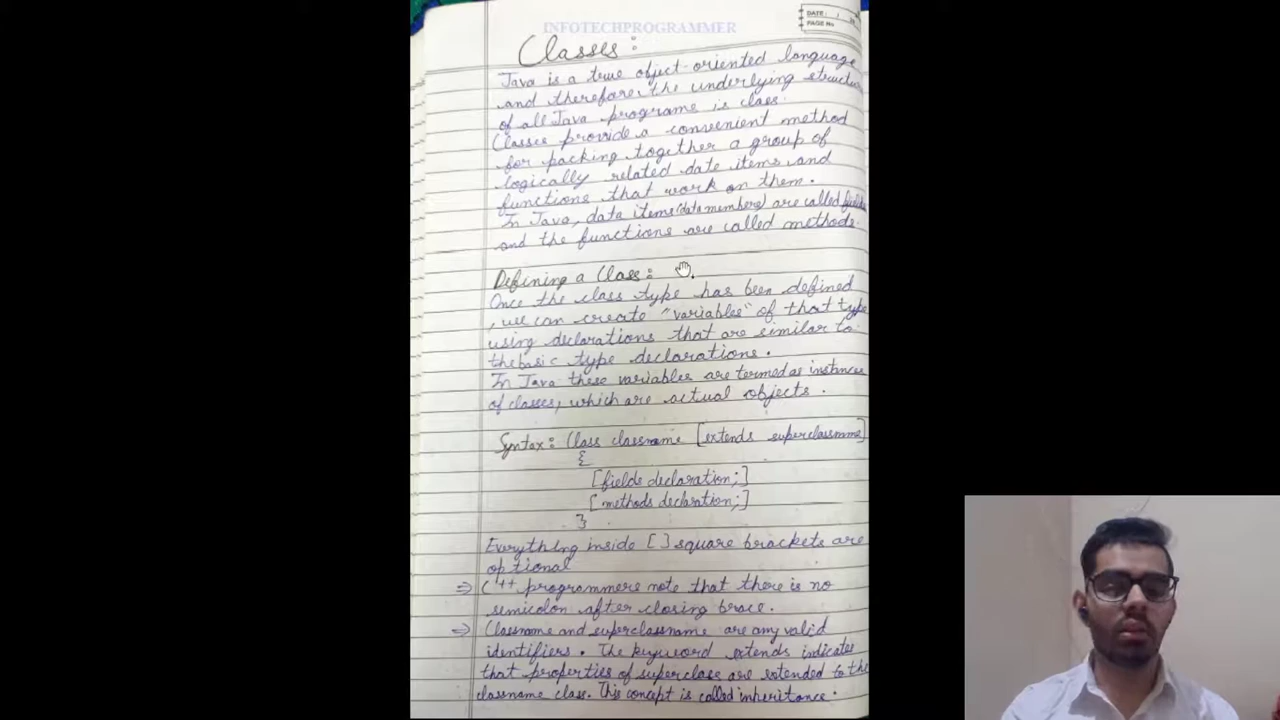 INFOTECHPROGRAMMER
DATE: / /
PAGE No
Classes :
Java is a true object-oriented language
and therefore the underlying structure
of all Java programs is class.
Classes provide a convenient method
for packing together a group of
logically related date items and
functions that work on them.
In Java, data items (data members) are called fields
and the functions are called methods.
Defining a Class :
Once the class type has been defined
, we can create "variables" of that type
using declarations that are similar to
the basic type declarations.
In Java these variables are termed as instances
of classes, which are actual objects.
Syntax: Class classname [extends superclassname]
{
[fields declaration;]
[methods declaration;]
}
Everything inside [ ] square brackets are
optional
⇒ C++ programmers note that there is no
semicolon after closing brace.
⇒ Classname and superclassname are any valid
identifiers. The keyword extends indicates
that properties of superclass are extended to the
classname class. This concept is called inheritance.